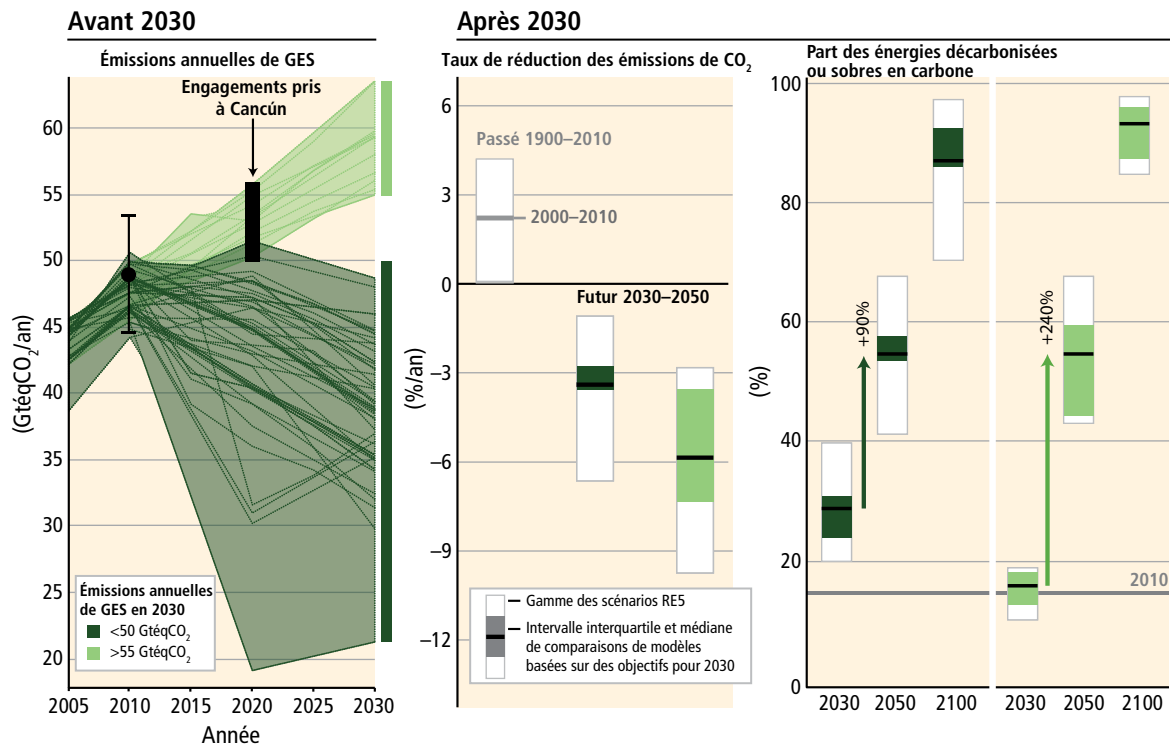 Avant 2030
Émissions annuelles de GES
Engagements pris
à Cancún
(GtéqCO₂/an)
60
55
50
45
40
35
30
25
20
Émissions annuelles
de GES en 2030
<50 GtéqCO₂
>55 GtéqCO₂
2005
2010
2015
2020
2025
2030
Année
Après 2030
Taux de réduction des émissions de CO₂
(%/an)
6
3
0
–3
–6
–9
–12
Passé 1900–2010
2000–2010
Futur 2030–2050
Gamme des scénarios RE5
Intervalle interquartile et médiane
de comparaisons de modèles
basées sur des objectifs pour 2030
Part des énergies décarbonisées
ou sobres en carbone
(%)
100
80
60
40
20
0
+90%
+240%
2010
2030
2050
2100
2030
2050
2100